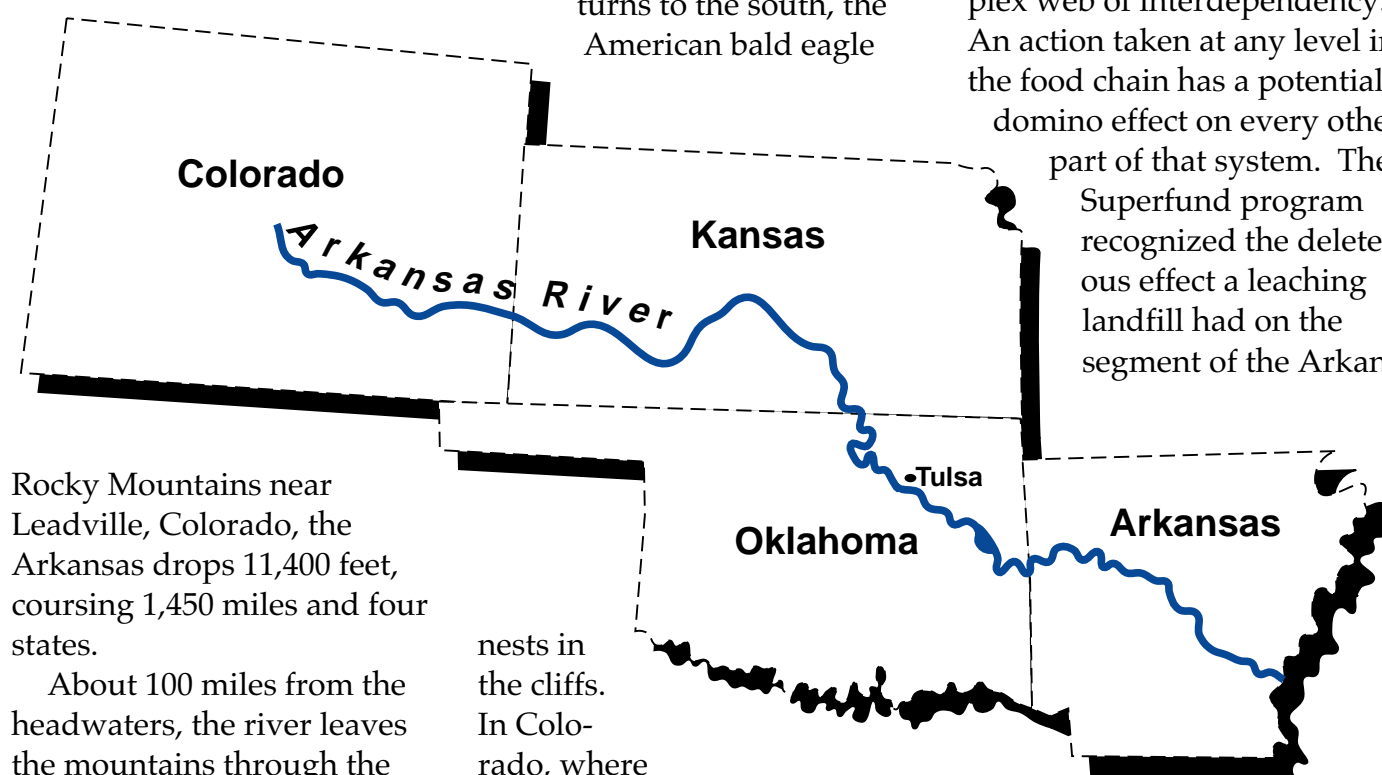 turns to the south, the
American bald eagle
plex web of interdependency.
An action taken at any level in
the food chain has a potential
domino effect on every othe
part of that system. The
Superfund program
recognized the delete
ous effect a leaching
landfill had on the
segment of the Arkan
Colorado
Kansas
Arkansas River
Tulsa
Oklahoma
Arkansas
Rocky Mountains near
Leadville, Colorado, the
Arkansas drops 11,400 feet,
coursing 1,450 miles and four
states.
About 100 miles from the
headwaters, the river leaves
the mountains through the
nests in
the cliffs.
In Colo-
rado, where